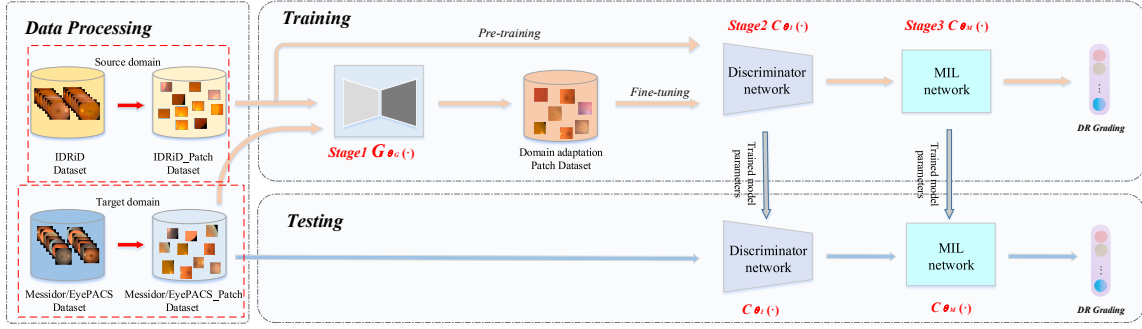 Data Processing
Source domain
IDRiD
Dataset
IDRiD_Patch
Dataset
Target domain
Messidor/EyePACS
Dataset
Messidor/EyePACS_Patch
Dataset
Training
Pre-training
Stage1 G θG (·)
Domain adaptation
Patch Dataset
Fine-tuning
Stage2 C θI (·)
Discriminator
network
Stage3 C θM (·)
MIL
network
...
DR Grading
Trained model
parameters
Trained model
parameters
Testing
Discriminator
network
C θI (·)
MIL
network
C θM (·)
...
DR Grading